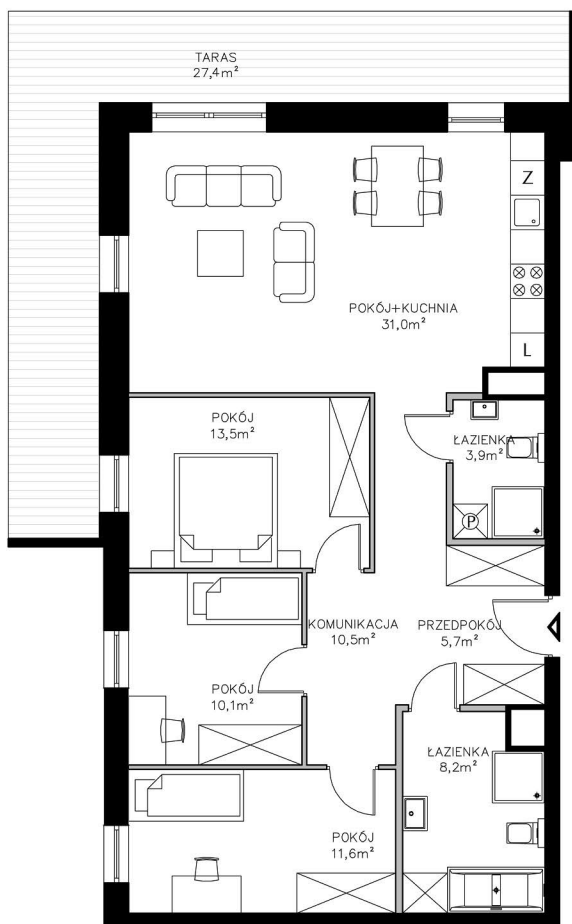 TARAS
27,4m²
Z
POKÓJ+KUCHNIA
31,0m²
L
POKÓJ
13,5m²
ŁAZIENKA
3,9m²
P
KOMUNIKACJA
10,5m²
PRZEDPOKÓJ
5,7m²
POKÓJ
10,1m²
ŁAZIENKA
8,2m²
POKÓJ
11,6m²